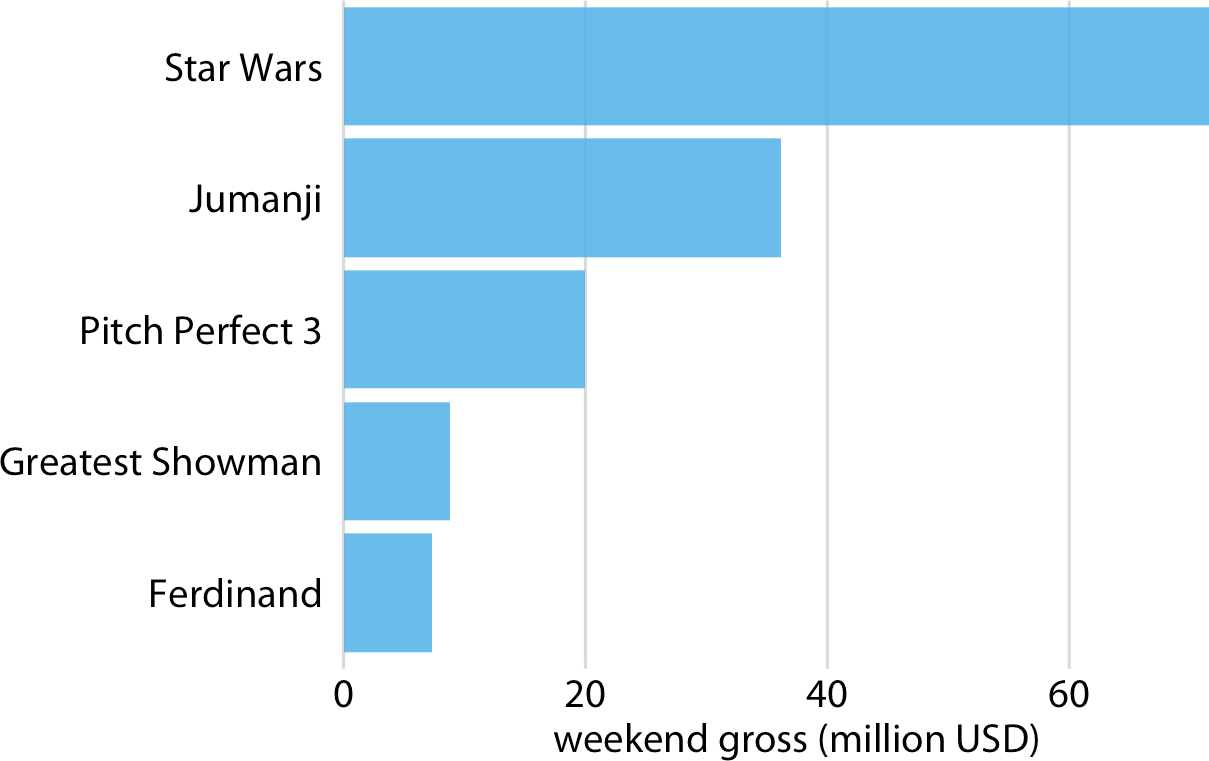 Star Wars
Jumanji
Pitch Perfect 3
Greatest Showman
Ferdinand
0 20 40 60
weekend gross (million USD)